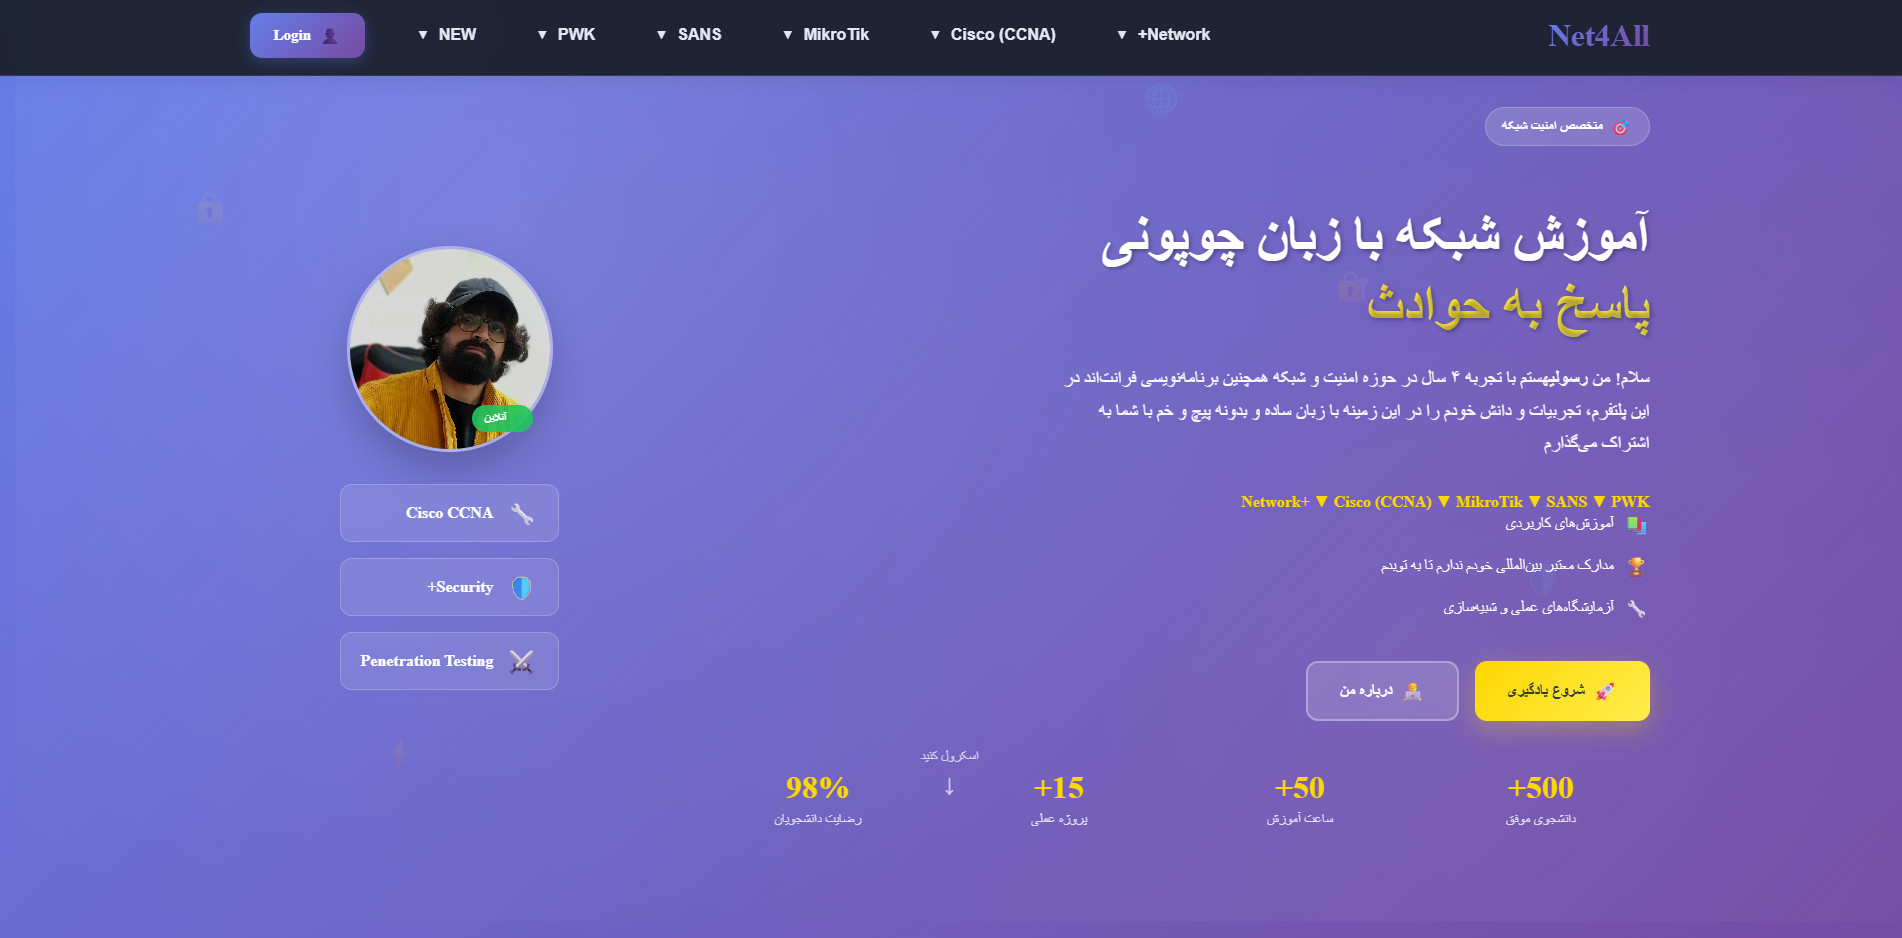 Net4All
+Network ▼
Cisco (CCNA) ▼
MikroTik ▼
SANS ▼
PWK ▼
NEW ▼
Login
متخصص امنیت شبکه
آموزش شبکه با زبان چوپونی
پاسخ به حوادث
سلام! من رسولیهستم با تجربه ۴ سال در حوزه امنیت و شبکه همچنین برنامه‌نویسی فرانت‌اند در
این پلتفرم، تجربیات و دانش خودم را در این زمینه با زبان ساده و بدونه پیچ و خم با شما به
اشتراک می‌گذارم
Network+ ▼ Cisco (CCNA) ▼ MikroTik ▼ SANS ▼ PWK
آموزش‌های کاربردی
مدارک معتبر بین‌المللی خودم ندارم تا به تویدم
آزمایشگاه‌های عملی و شبیه‌سازی
شروع یادگیری
درباره من
+500
دانشجوی موفق
+50
ساعت آموزش
+15
پروژه عملی
98%
رضایت دانشجویان
اسکرول کنید
↓
آنلاین
Cisco CCNA
+Security
Penetration Testing